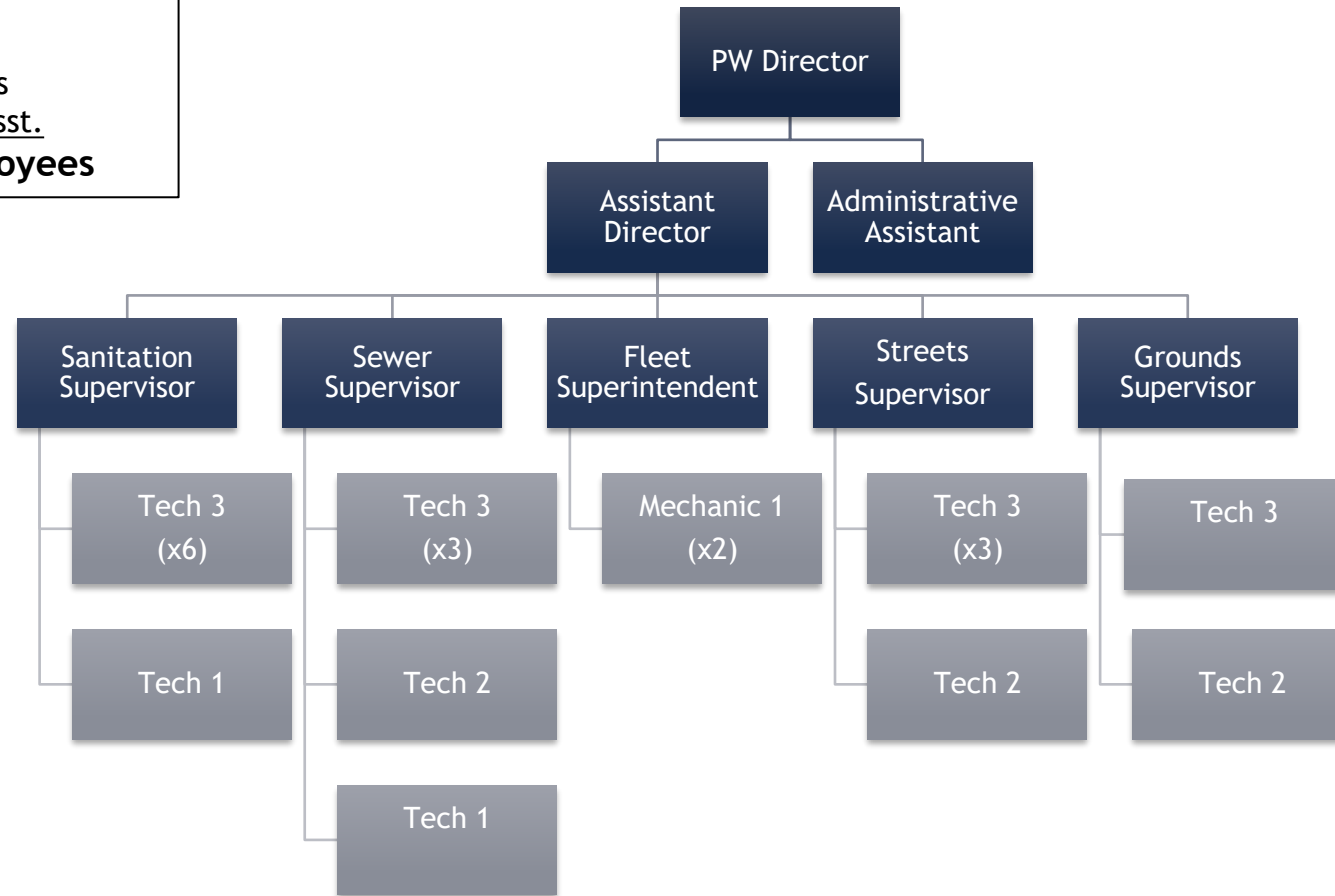 s
sst.
oyees
PW Director
Assistant
Director
Administrative
Assistant
Sanitation
Supervisor
Sewer
Supervisor
Fleet
Superintendent
Streets
Supervisor
Grounds
Supervisor
Tech 3
(x6)
Tech 3
(x3)
Mechanic 1
(x2)
Tech 3
(x3)
Tech 3
Tech 1
Tech 2
Tech 2
Tech 2
Tech 1